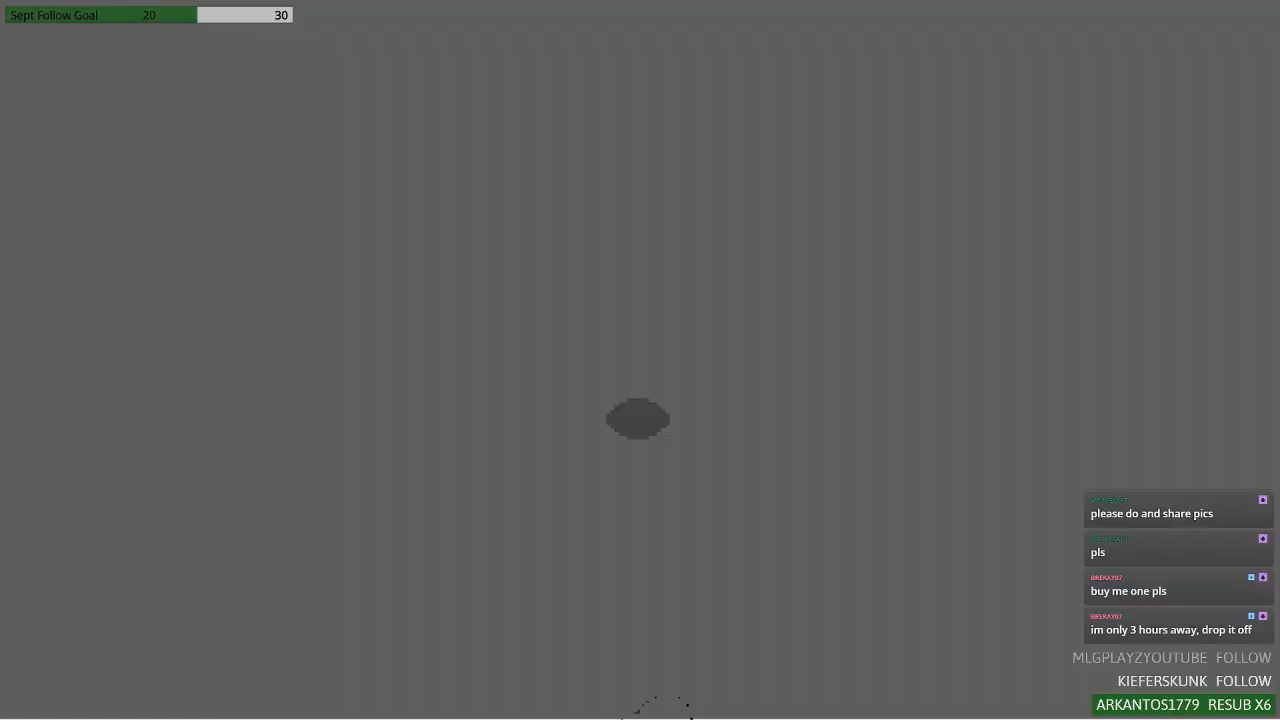 Sept Follow Goal 20 30
please do and share pics
pls
BREKAY07
buy me one pls
BREKAY07
im only 3 hours away, drop it off
MLGPLAYZYOUTUBE FOLLOW
KIEFERSKUNK FOLLOW
ARKANTOS1779 RESUB X6